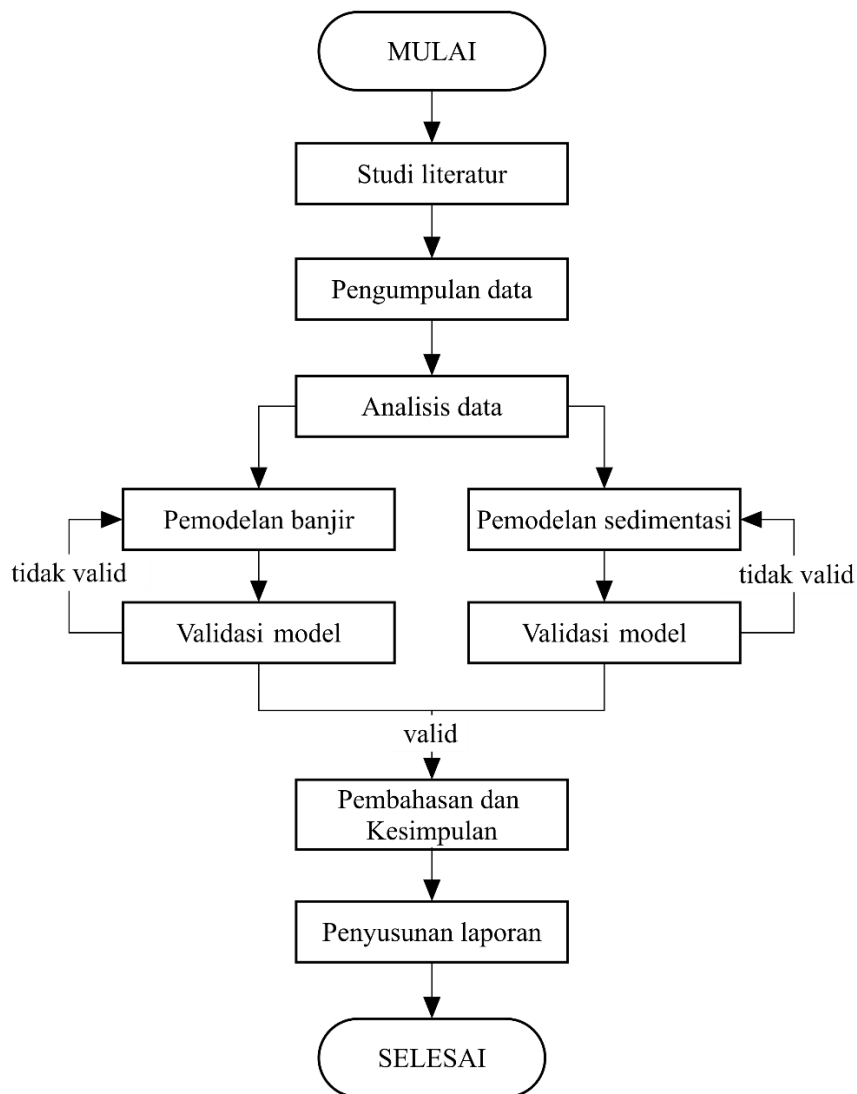 MULAI
Studi literatur
Pengumpulan data
Analisis data
Pemodelan banjir
Pemodelan sedimentasi
tidak valid
tidak valid
Validasi model
Validasi model
valid
Pembahasan dan
Kesimpulan
Penyusunan laporan
SELESAI